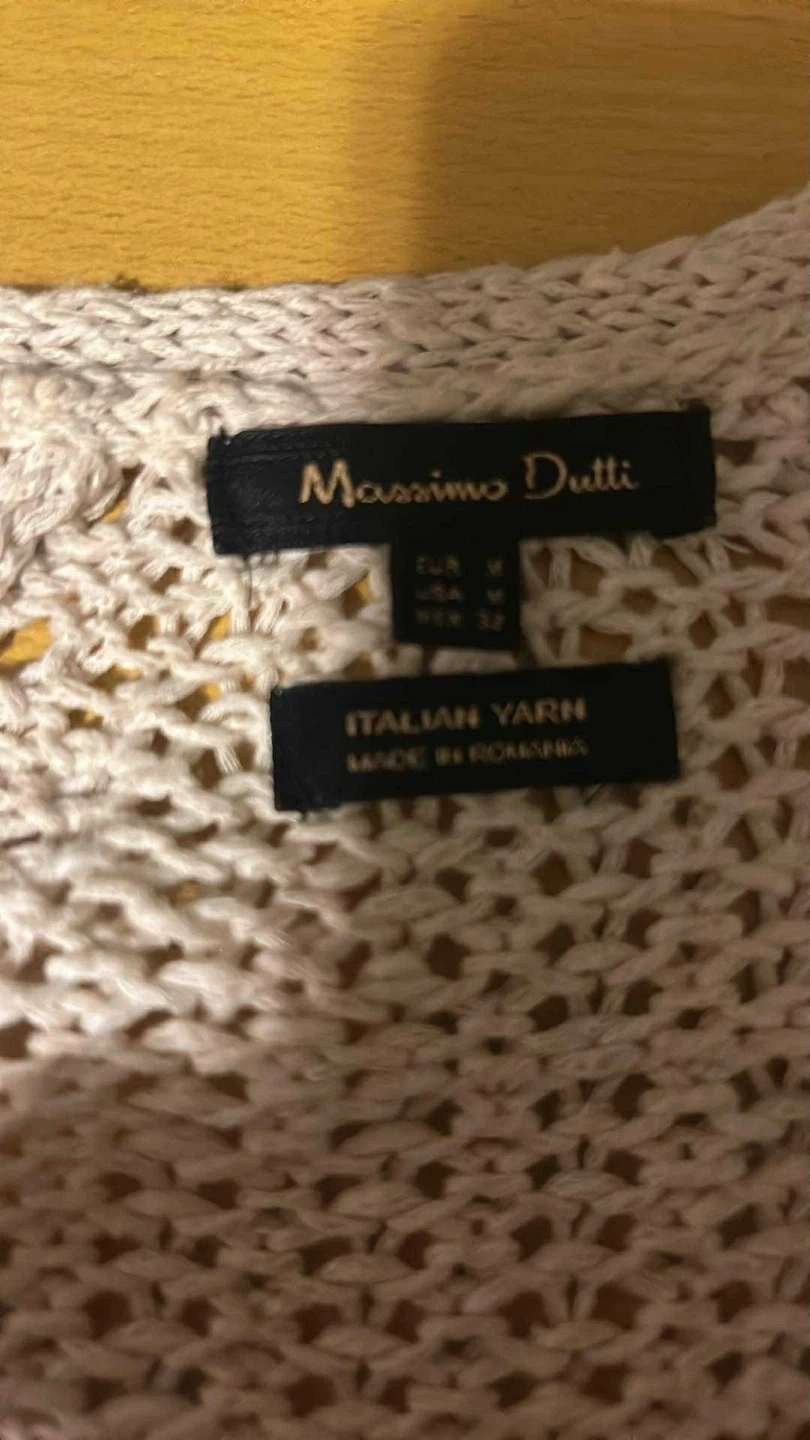 Massimo Dutti
EUR M
USA M
MEX 32
ITALIAN YARN
MADE IN ROMANIA